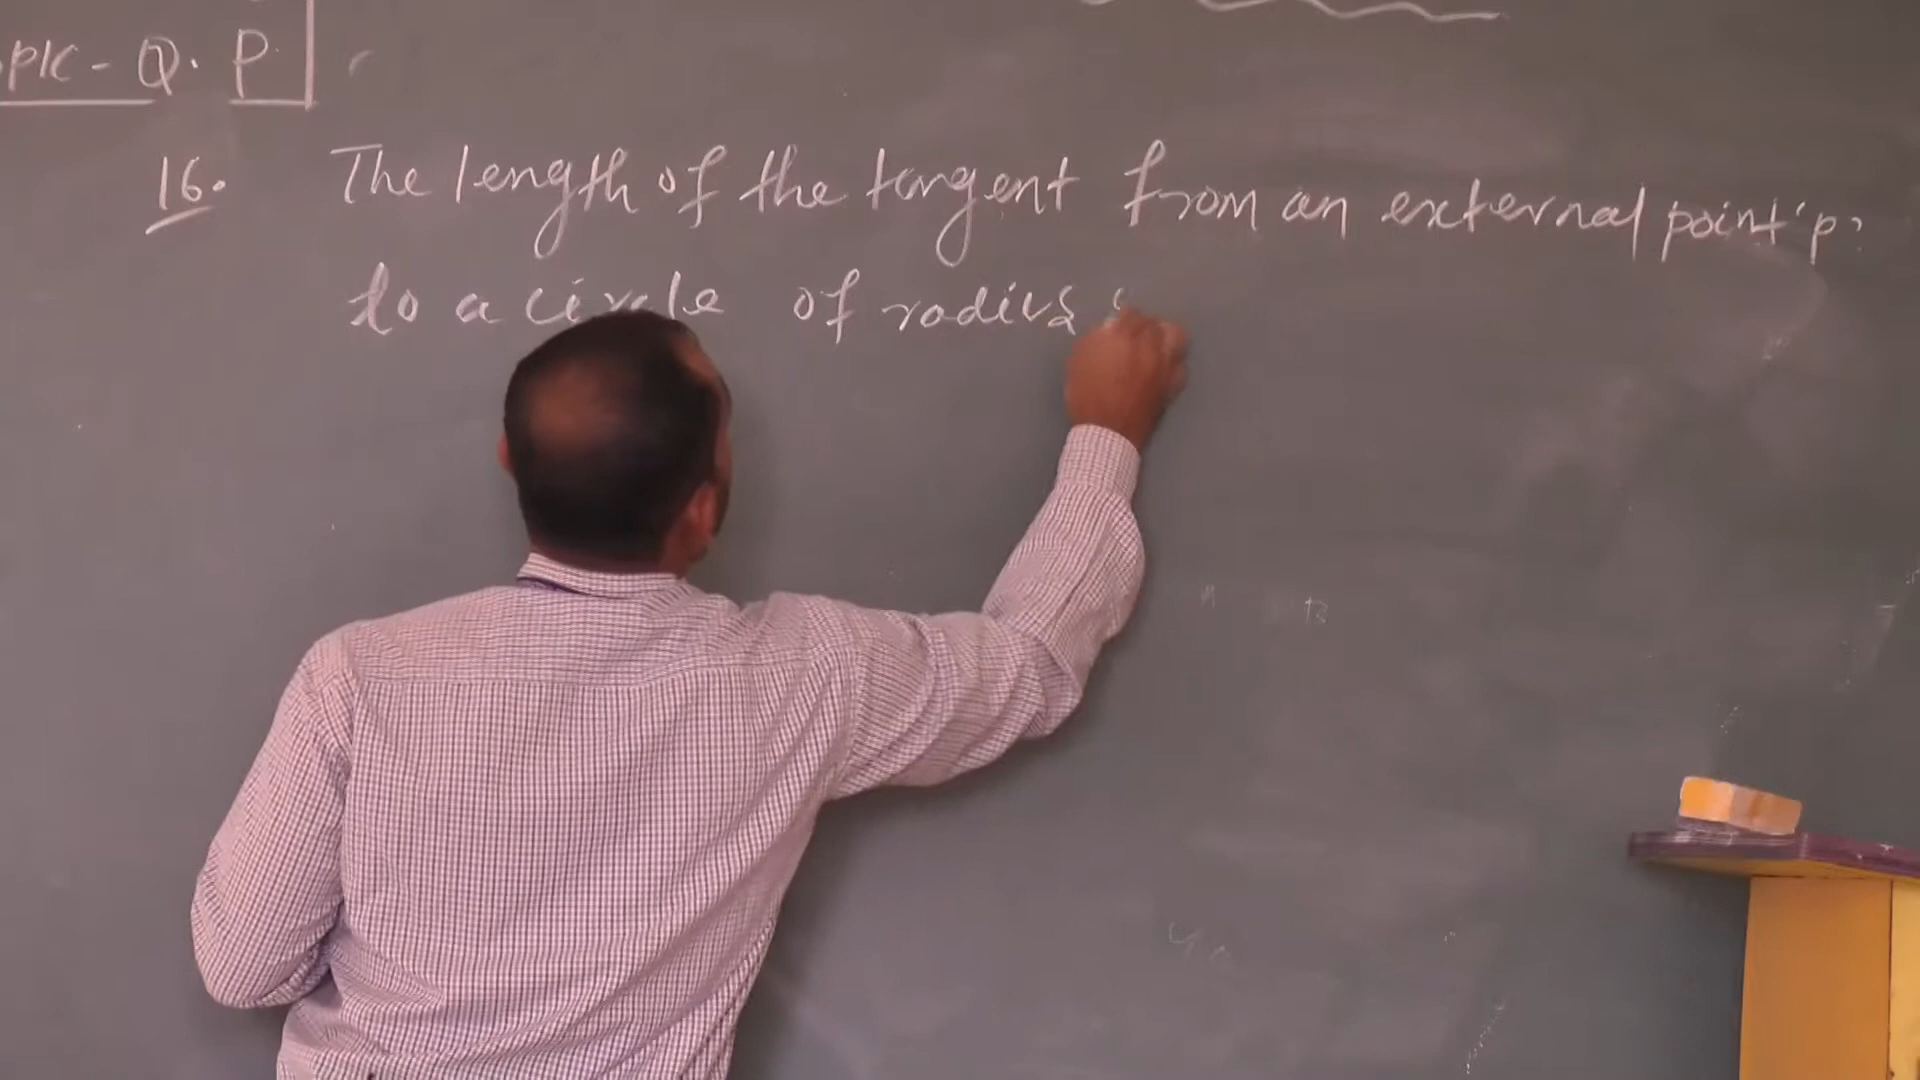 PIC - Q. P
16. The length of the tangent from an external point 'p'
to a circle of radius